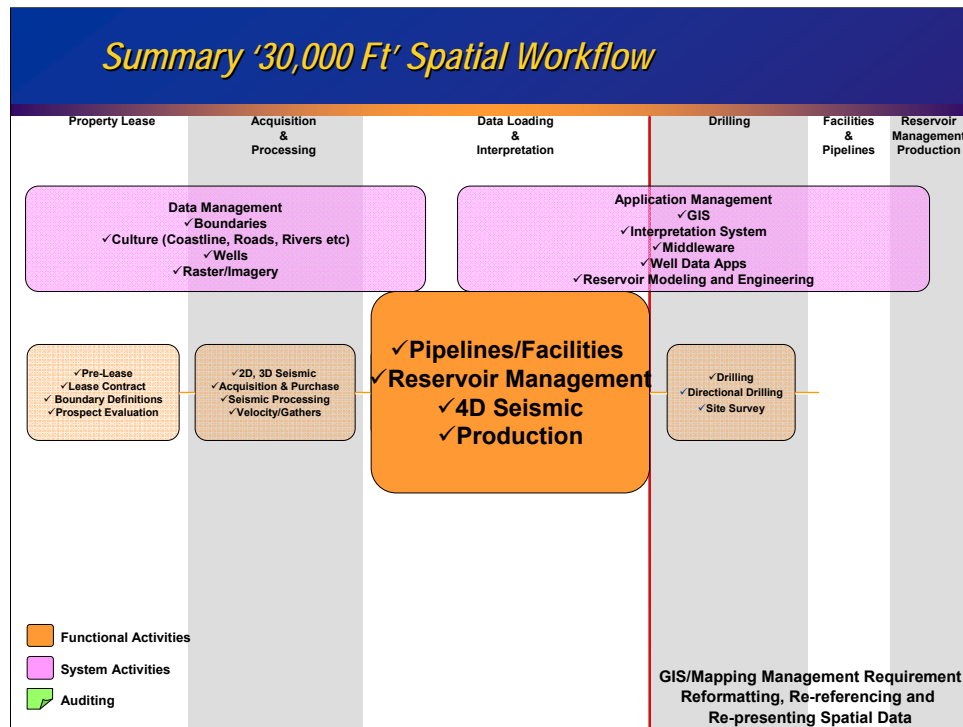 Summary '30,000 Ft' Spatial Workflow
Property Lease
Acquisition
&
Processing
Data Loading
&
Interpretation
Drilling
Facilities
&
Pipelines
Reservoir
Management
Production
Data Management
✓Boundaries
✓Culture (Coastline, Roads, Rivers etc)
✓Wells
✓Raster/Imagery
Application Management
✓GIS
✓Interpretation System
✓Middleware
✓Well Data Apps
✓Reservoir Modeling and Engineering
✓Pre-Lease
✓Lease Contract
✓ Boundary Definitions
✓Prospect Evaluation
✓2D, 3D Seismic
✓Acquisition & Purchase
✓Seismic Processing
✓Velocity/Gathers
✓Pipelines/Facilities
✓Reservoir Management
✓4D Seismic
✓Production
✓Drilling
✓Directional Drilling
✓ Site Survey
Functional Activities
System Activities
Auditing
GIS/Mapping Management Requirement
Reformatting, Re-referencing and
Re-presenting Spatial Data